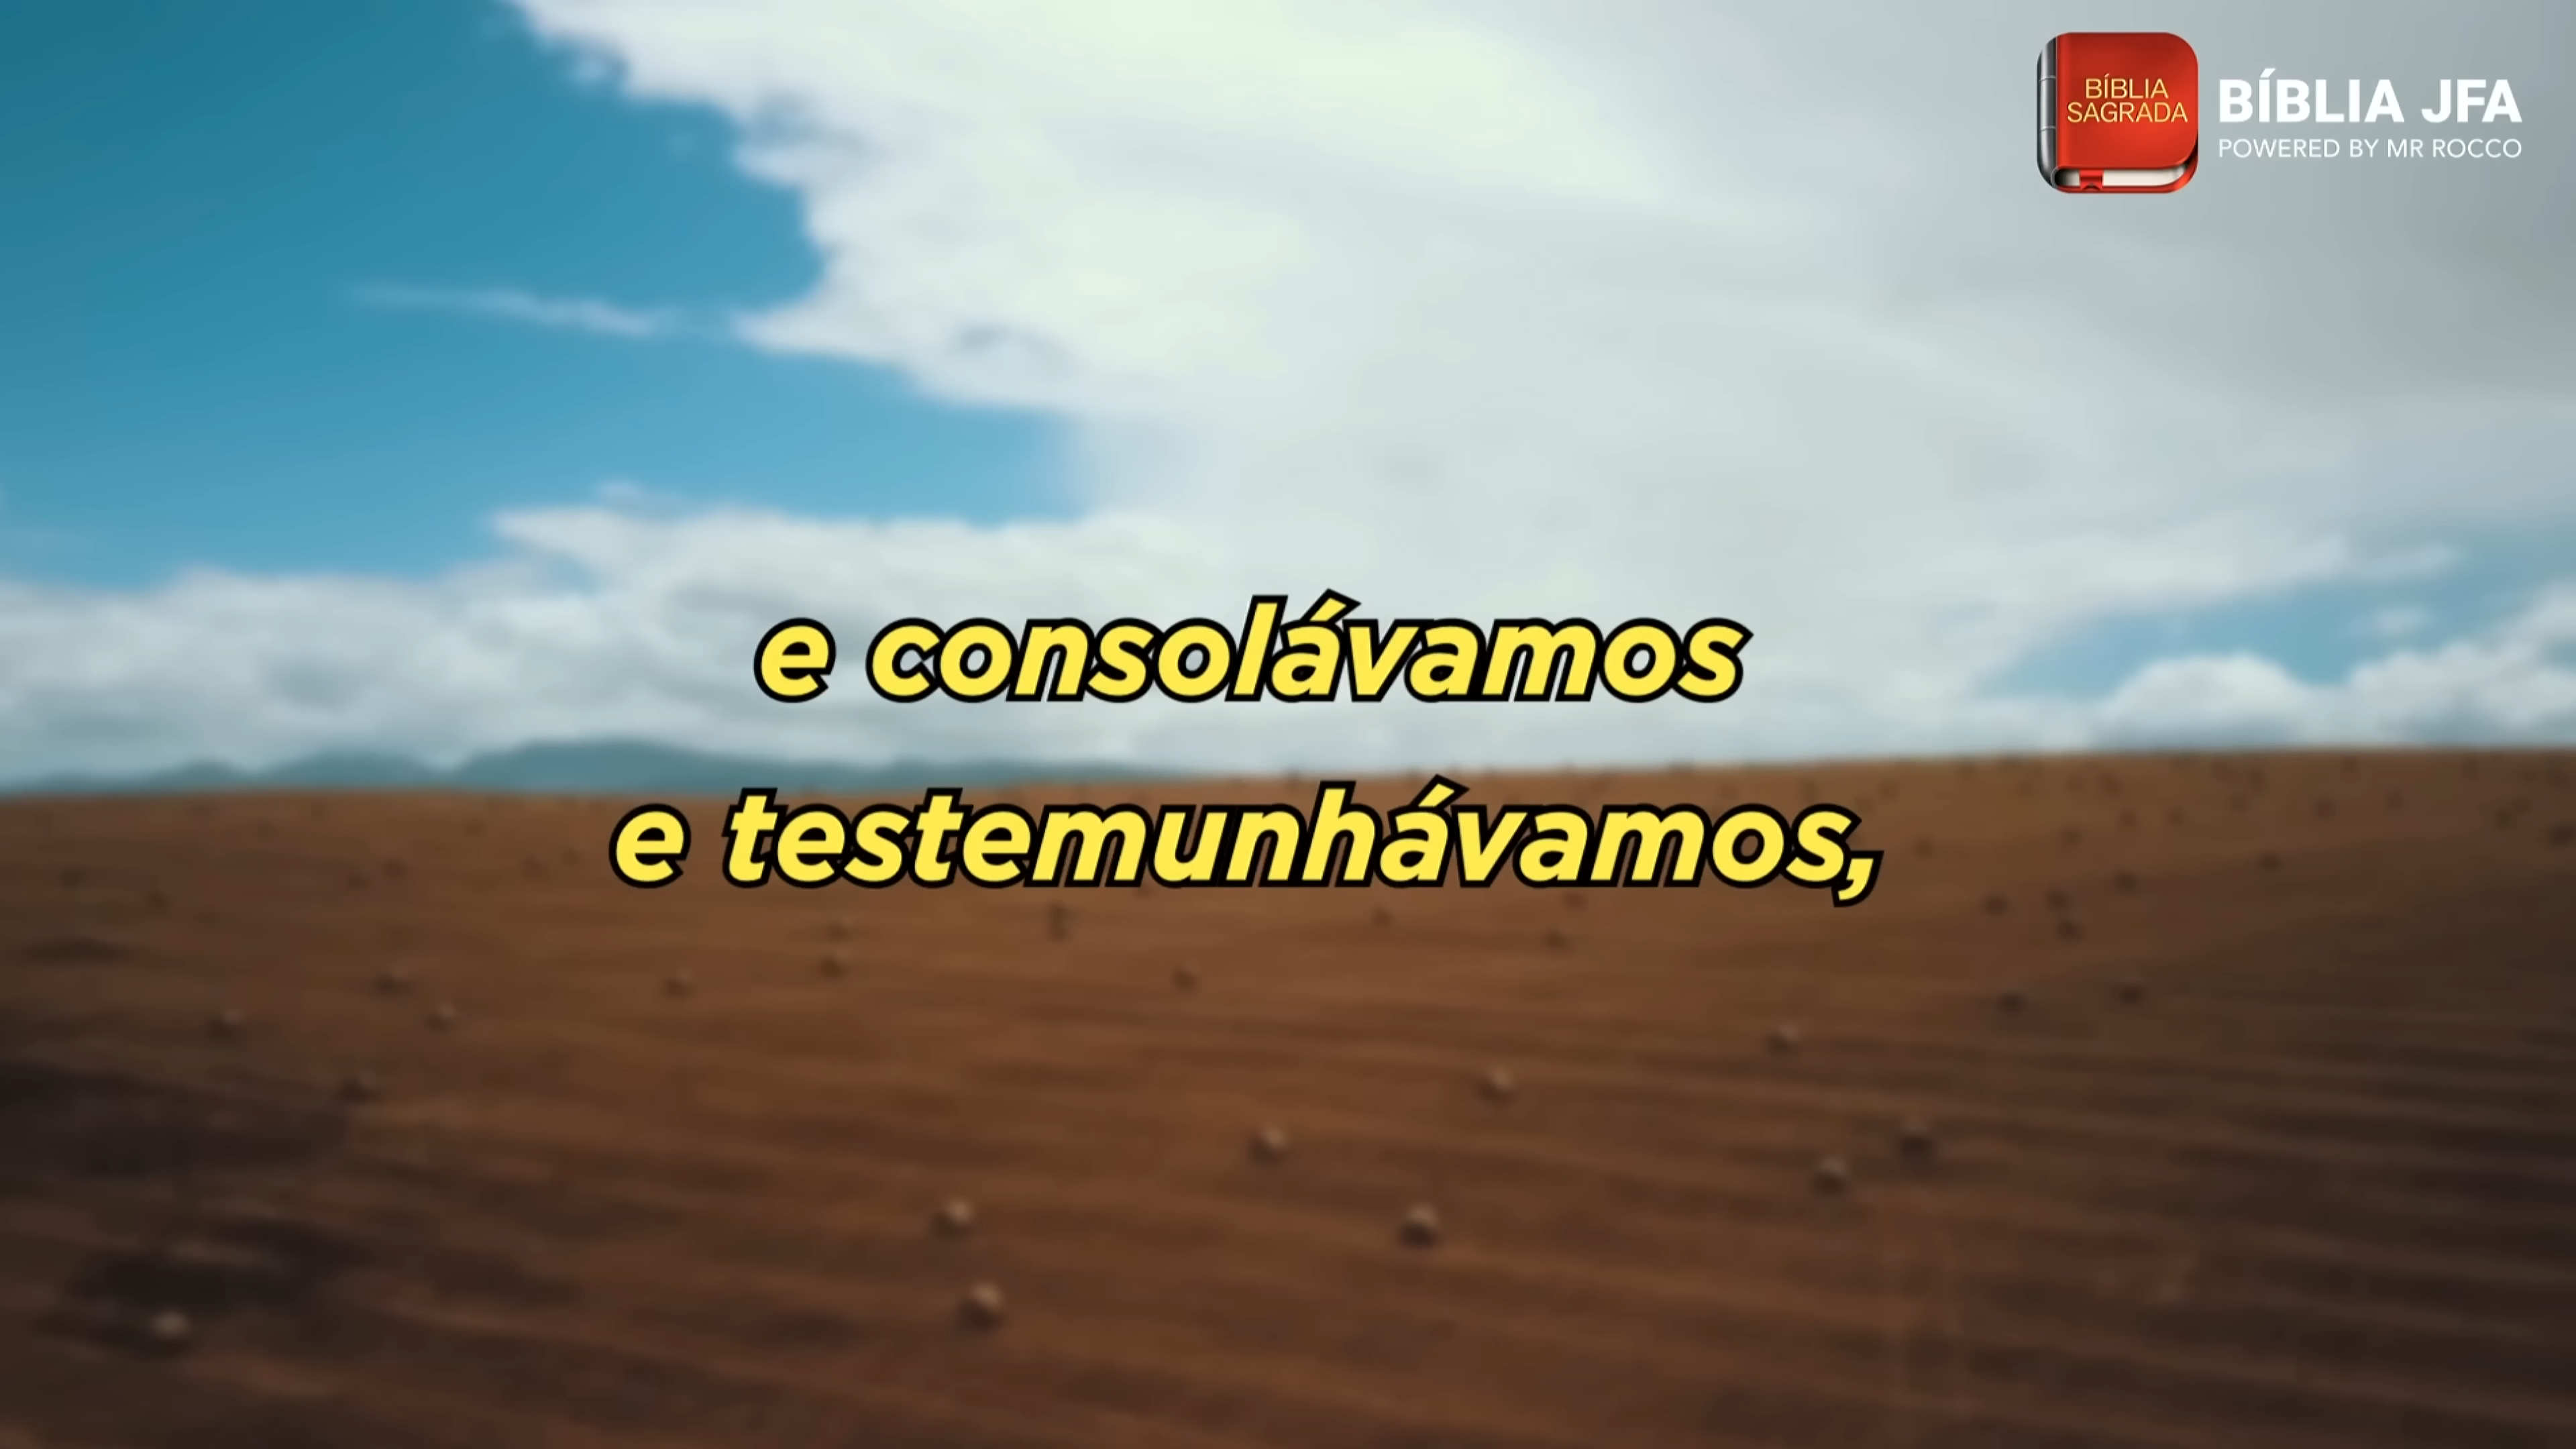 BÍBLIA
SAGRADA
BÍBLIA JFA
POWERED BY MR ROCCO
e consolávamos
e testemunhávamos,